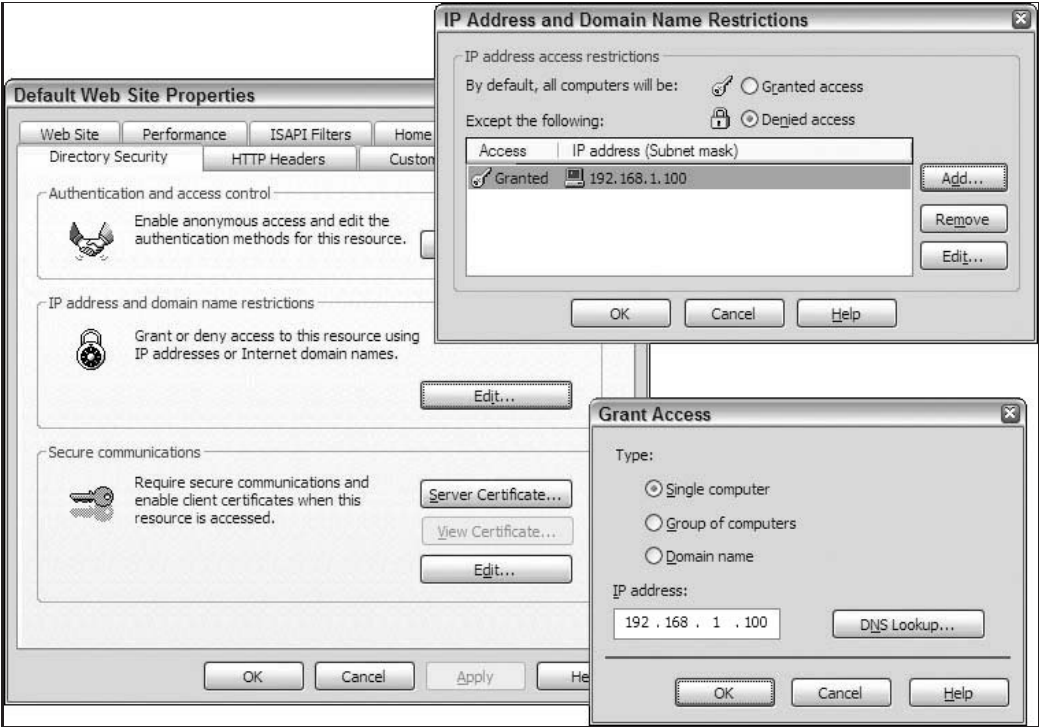 IP Address and Domain Name Restrictions
IP address access restrictions
By default, all computers will be:
Granted access
Except the following:
Denied access
Access
IP address (Subnet mask)
Granted
192.168.1.100
Add...
Remove
Edit...
OK
Cancel
Help
Default Web Site Properties
Web Site
Performance
ISAPI Filters
Home
Directory Security
HTTP Headers
Custom
Authentication and access control
Enable anonymous access and edit the
authentication methods for this resource.
IP address and domain name restrictions
Grant or deny access to this resource using
IP addresses or Internet domain names.
Edit...
Secure communications
Require secure communications and
enable client certificates when this
resource is accessed.
Server Certificate...
View Certificate...
Edit...
OK
Cancel
Apply
He
Grant Access
Type:
Single computer
Group of computers
Domain name
IP address:
192 . 168 . 1 . 100
DNS Lookup...
OK
Cancel
Help